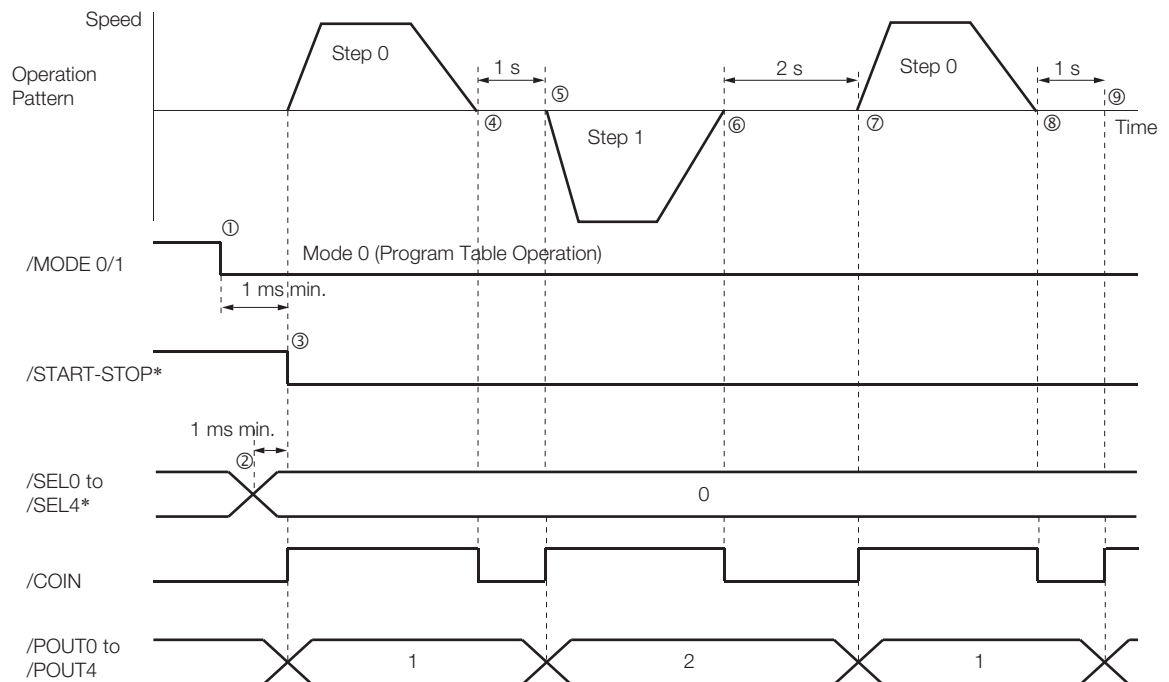 Speed
Operation
Pattern
Step 0
1 s
⑤
2 s
Step 0
1 s
⑨
④
Step 1
⑥
⑦
⑧
Time
①
/MODE 0/1
Mode 0 (Program Table Operation)
1 ms min.
③
/START-STOP*
1 ms min.
②
/SEL0 to
/SEL4*
0
/COIN
/POUT0 to
/POUT4
1
2
1